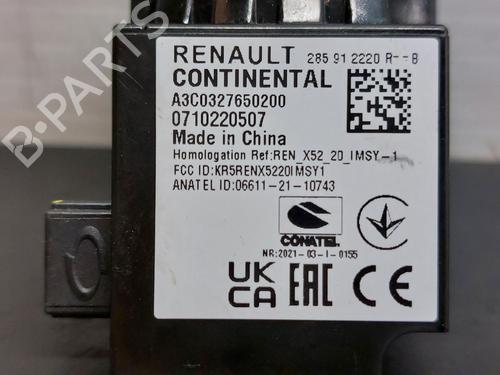 RENAULT 285 91 2220 R--B
CONTINENTAL
A3C0327650200
0710220507
Made in China
Homologation Ref:REN_X52_20_IMSY-1
FCC ID:KR5RENX5220IMSY1
ANATEL ID:06611-21-10743
CONATEL
NR:2021-03-I-0155
UK
CA
EAC
CE
B-PARTS